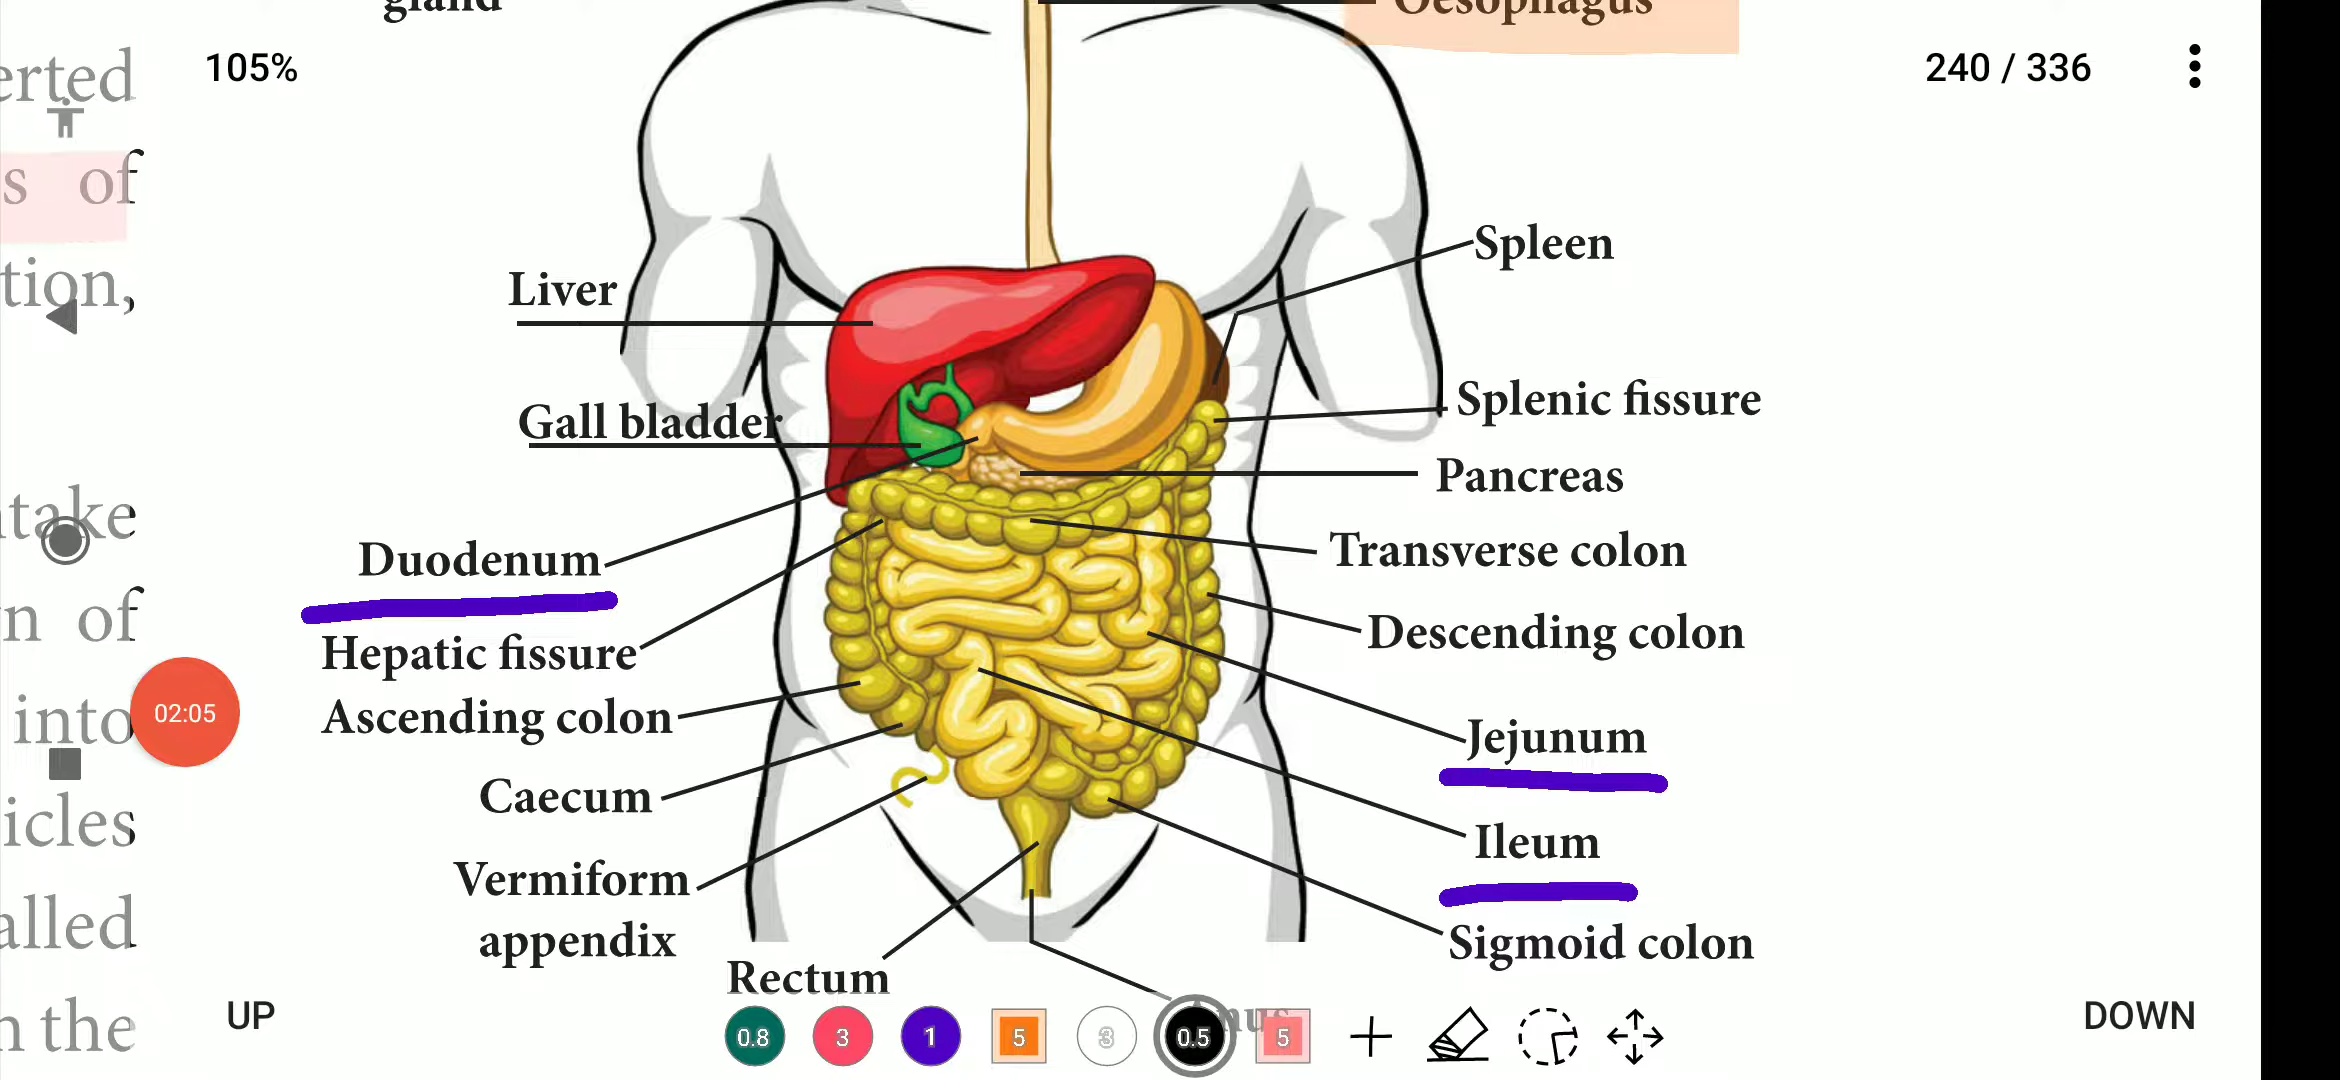 gland
Oesophagus
erted
105%
240 / 336
s of
tion,
Spleen
Liver
Splenic fissure
Gall bladder
Pancreas
take
Duodenum
Transverse colon
n of
Descending colon
Hepatic fissure
into
02:05
Ascending colon
Jejunum
Caecum
icles
Ileum
Vermiform
appendix
alled
Sigmoid colon
Rectum
UP
n the
0.8
3
1
5
3
0.5
nus
5
DOWN